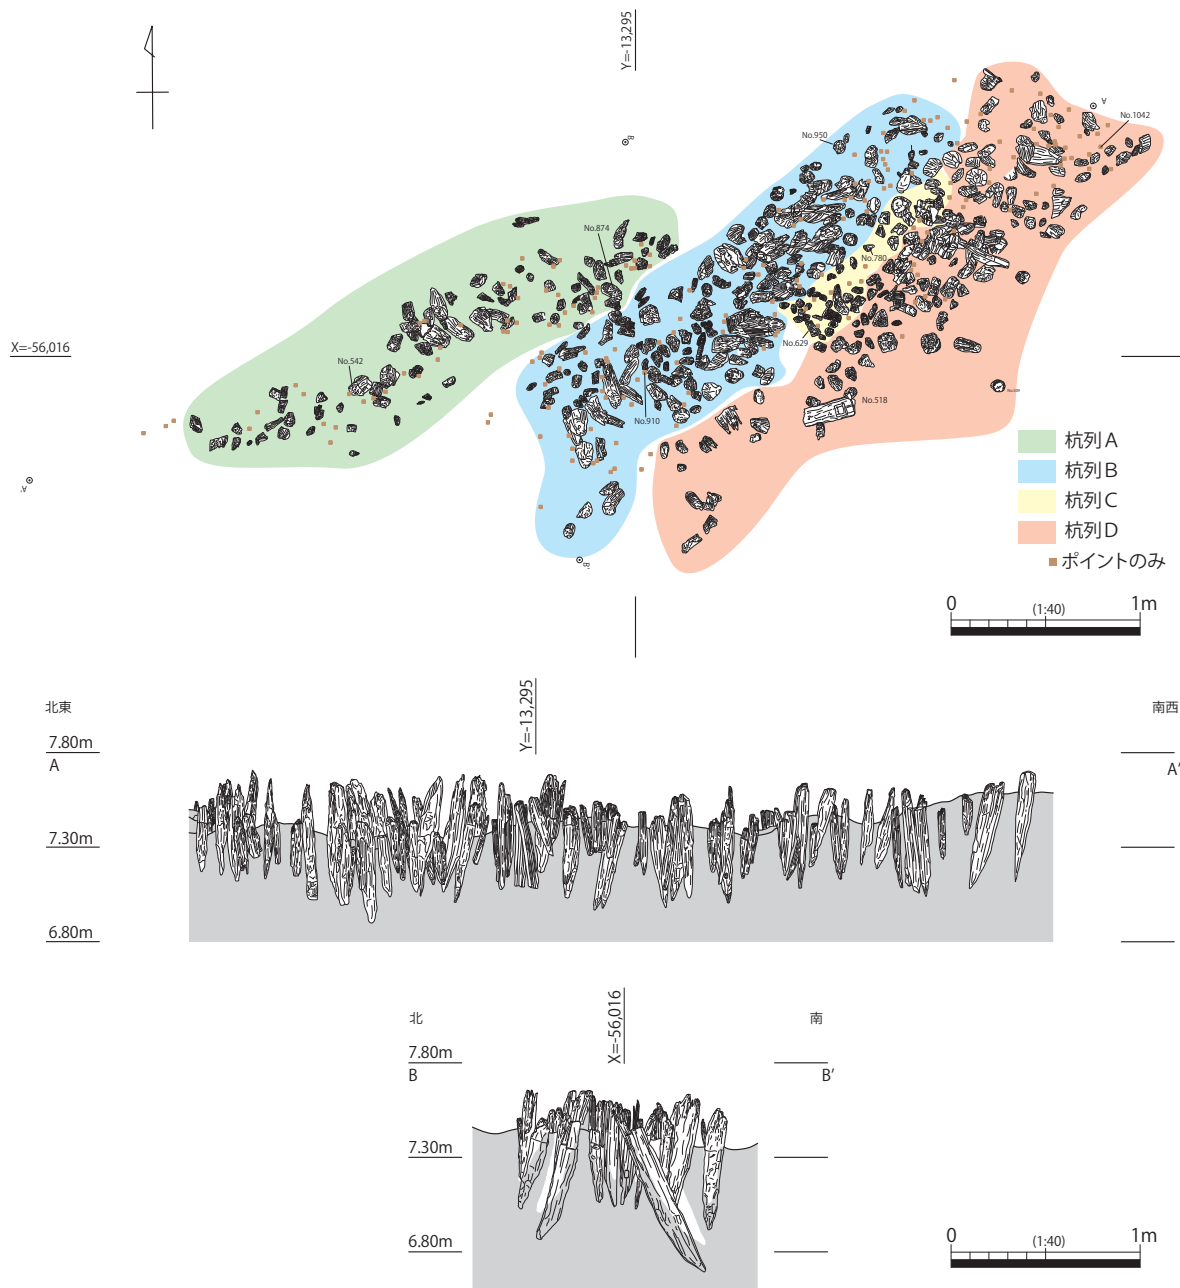 Y=-13,295
B
A
No.1042
No.950
No.874
No.780
X=-56,016
No.629
No.542
No.518
No.910
杭列A
杭列B
杭列C
杭列D
ポイントのみ
A'
B'
0 (1:40) 1m
Y=-13,295
北東 南西
7.80m
A A'
7.30m
6.80m
X=-56,016
北 南
7.80m
B B'
7.30m
6.80m
0 (1:40) 1m